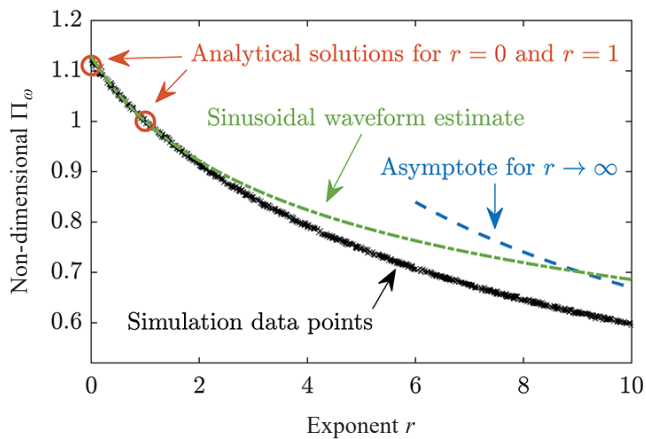 Analytical solutions for r = 0 and r = 1
Sinusoidal waveform estimate
Asymptote for r → ∞
Simulation data points
Non-dimensional Π_ω
1.2
1.1
1
0.9
0.8
0.7
0.6
0
2
4
6
8
10
Exponent r